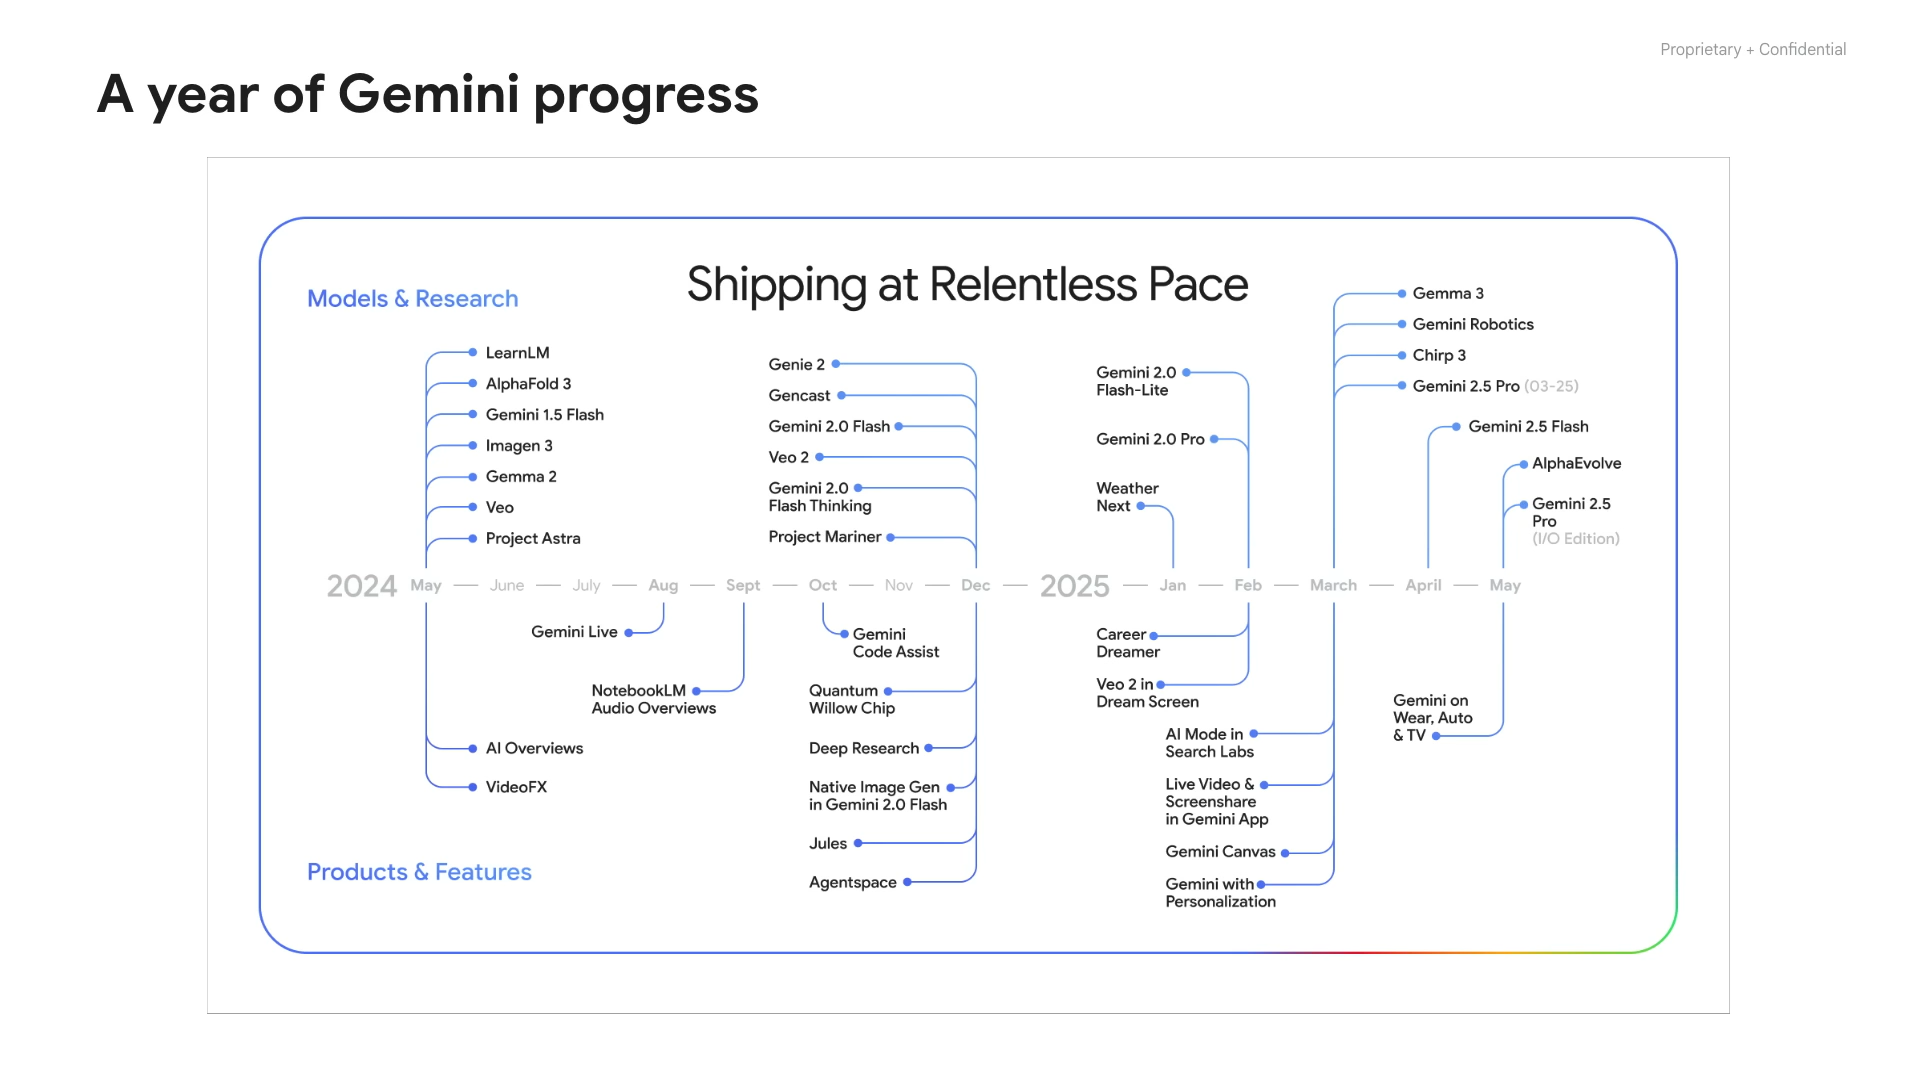 Proprietary + Confidential
A year of Gemini progress
Shipping at Relentless Pace
Models & Research
LearnLM
AlphaFold 3
Gemini 1.5 Flash
Imagen 3
Gemma 2
Veo
Project Astra
Genie 2
Gencast
Gemini 2.0 Flash
Veo 2
Gemini 2.0
Flash Thinking
Project Mariner
Gemini 2.0
Flash-Lite
Gemini 2.0 Pro
Weather
Next
Gemma 3
Gemini Robotics
Chirp 3
Gemini 2.5 Pro (03-25)
Gemini 2.5 Flash
AlphaEvolve
Gemini 2.5
Pro
(I/O Edition)
2024 May June July Aug Sept Oct Nov Dec 2025 Jan Feb March April May
Gemini Live
NotebookLM
Audio Overviews
AI Overviews
VideoFX
Gemini
Code Assist
Quantum
Willow Chip
Deep Research
Native Image Gen
in Gemini 2.0 Flash
Jules
Agentspace
Career
Dreamer
Veo 2 in
Dream Screen
AI Mode in
Search Labs
Live Video &
Screenshare
in Gemini App
Gemini Canvas
Gemini with
Personalization
Gemini on
Wear, Auto
& TV
Products & Features